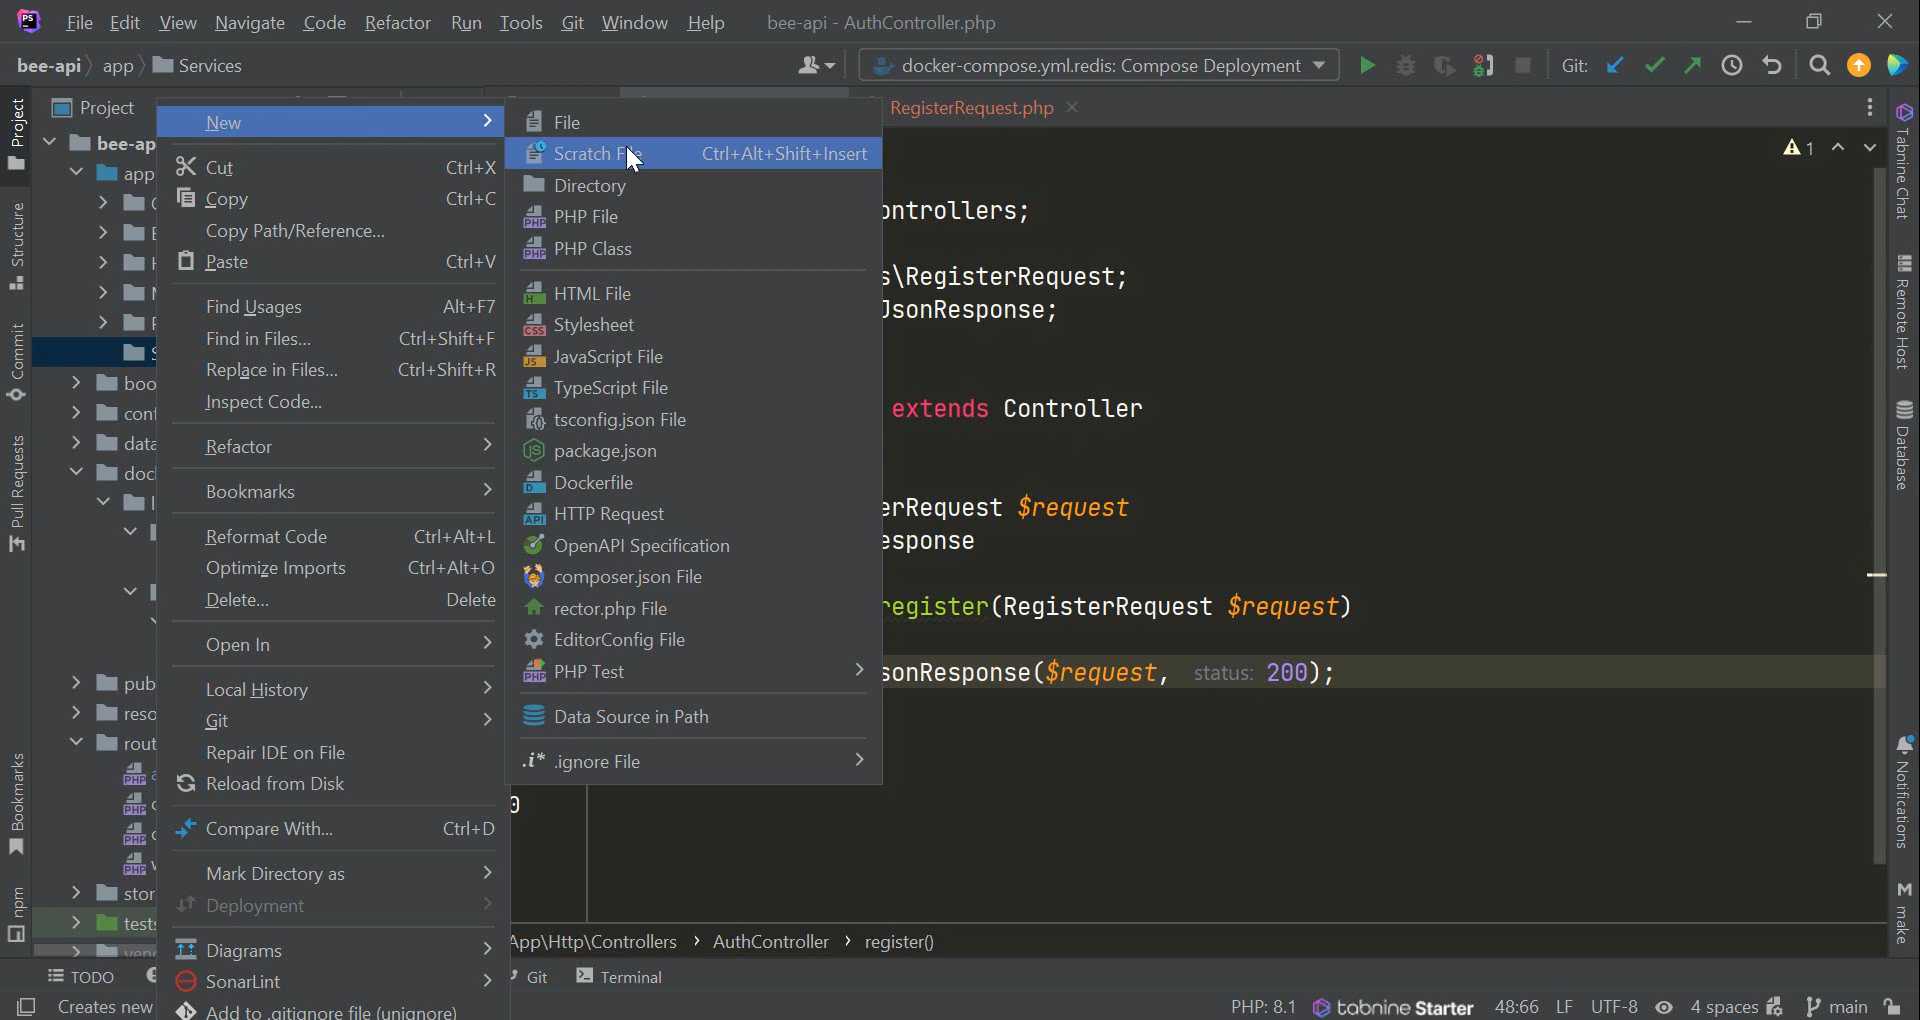 PS File Edit View Navigate Code Refactor Run Tools Git Window Help bee-api - AuthController.php
bee-api app Services docker-compose.yml.redis: Compose Deployment Git:
Project
Project
Structure
Commit
Pull Requests
Bookmarks
npm
bee-ap
app
boo
conf
data
doc
pub
reso
rout
PHP
PHP
PHP
PHP
stor
tests
New
Cut Ctrl+X
Copy Ctrl+C
Copy Path/Reference...
Paste Ctrl+V
Find Usages Alt+F7
Find in Files... Ctrl+Shift+F
Replace in Files... Ctrl+Shift+R
Inspect Code...
Refactor
Bookmarks
Reformat Code Ctrl+Alt+L
Optimize Imports Ctrl+Alt+O
Delete... Delete
Open In
Local History
Git
Repair IDE on File
Reload from Disk
Compare With... Ctrl+D
Mark Directory as
Deployment
Diagrams
SonarLint
Add to .gitignore file (unignore)
File
Scratch File Ctrl+Alt+Shift+Insert
Directory
PHP File
PHP Class
HTML File
Stylesheet
JavaScript File
TypeScript File
tsconfig.json File
package.json
Dockerfile
HTTP Request
OpenAPI Specification
composer.json File
rector.php File
EditorConfig File
PHP Test
Data Source in Path
.i* .ignore File
RegisterRequest.php
1
ontrollers;
s\RegisterRequest;
JsonResponse;
extends Controller
erRequest $request
esponse
register(RegisterRequest $request)
sonResponse($request, status: 200);
0
App\Http\Controllers AuthController register()
Tabnine Chat
Remote Host
Database
Notifications
M make
TODO Git Terminal
Creates new PHP: 8.1 tabnine Starter 48:66 LF UTF-8 4 spaces main